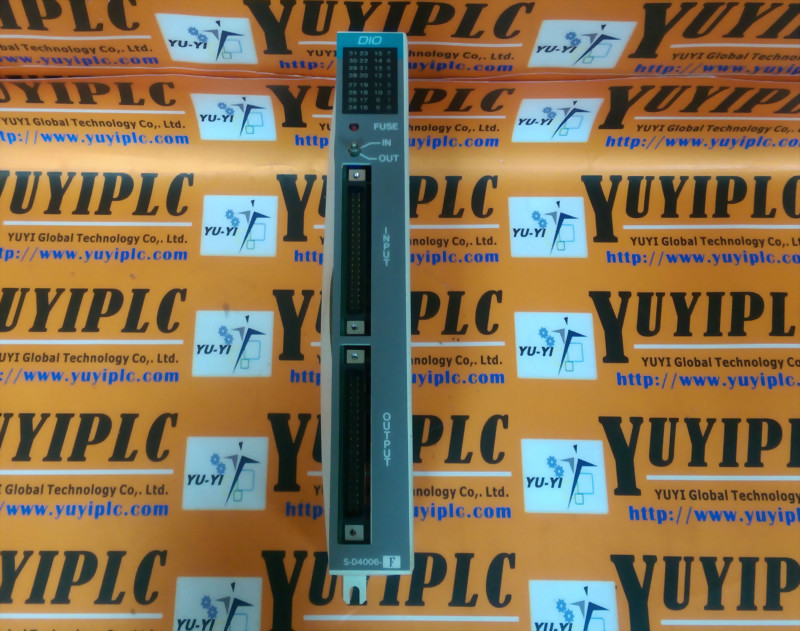 YUYIPLC
YU-YI
YUYI Global Technology Co,. Ltd.
http://www.yuyiplc.com
DIO
31 23 15 7
30 22 14 6
29 21 13 5
28 20 12 4
27 19 11 3
26 18 10 2
25 17 9 1
24 16 8 0
FUSE
IN
OUT
INPUT
OUTPUT
S-D4006-F